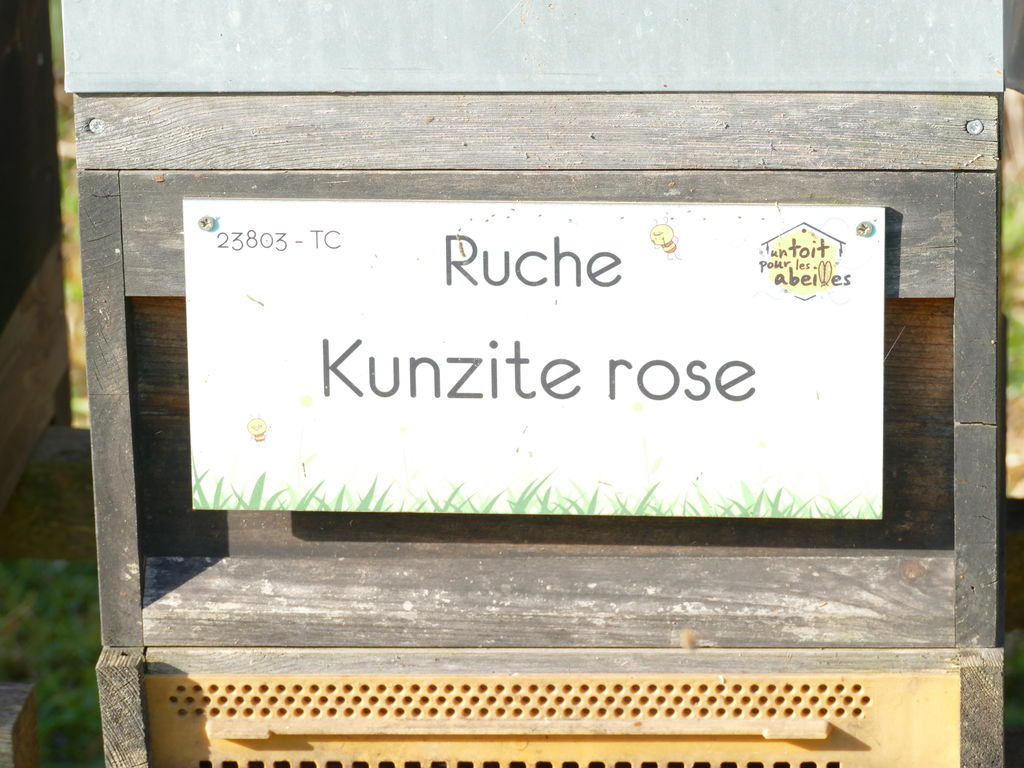 23803 - TC
Ruche
un toit
pour les
abeilles
Kunzite rose